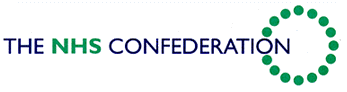 THE NHS CONFEDERATION